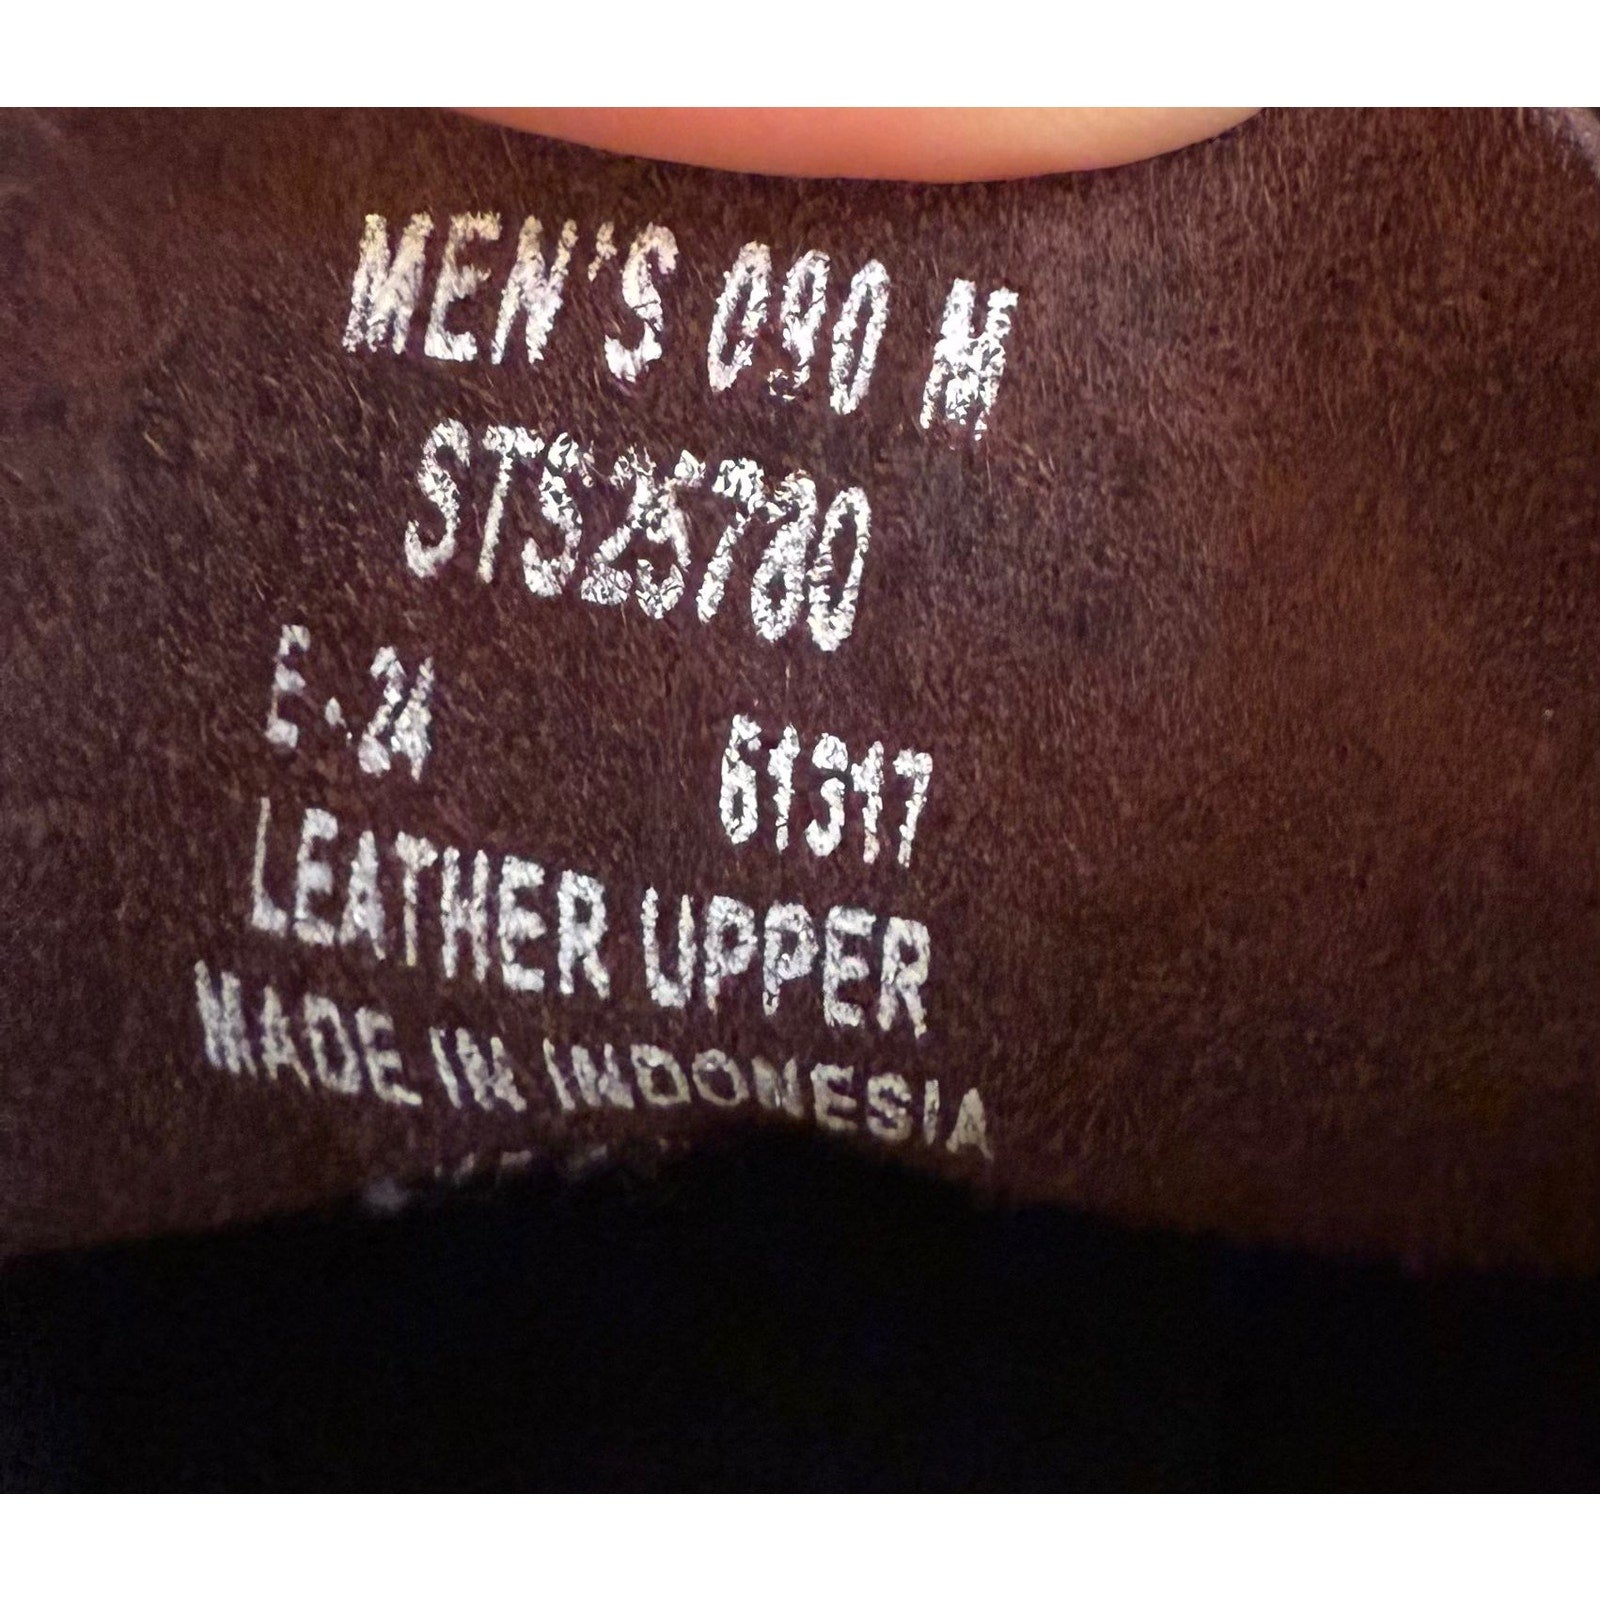 MEN'S 090 M
STS25780
E-24 61317
LEATHER UPPER
MADE IN INDONESIA